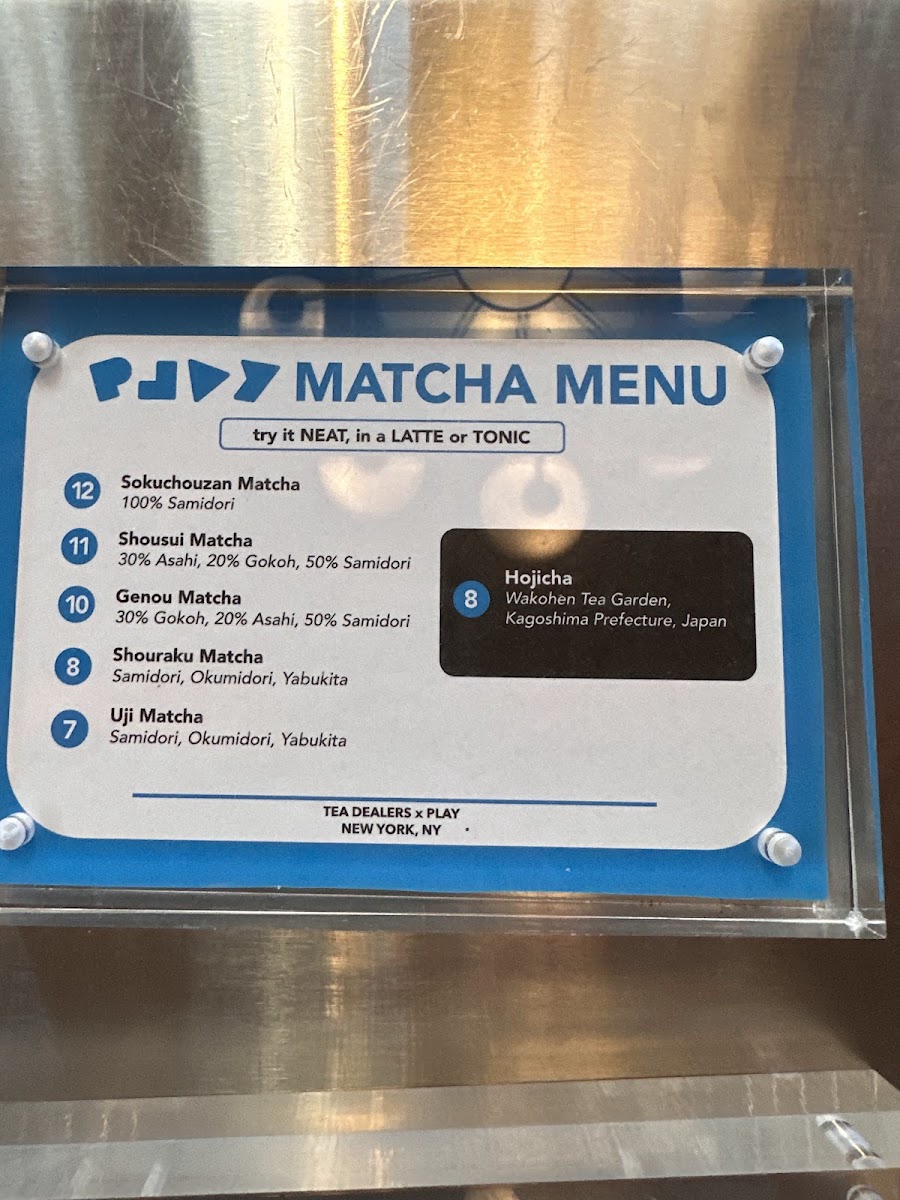 PLAY MATCHA MENU
try it NEAT, in a LATTE or TONIC
12 Sokuchouzan Matcha
100% Samidori
11 Shousui Matcha
30% Asahi, 20% Gokoh, 50% Samidori
10 Genou Matcha
30% Gokoh, 20% Asahi, 50% Samidori
8 Shouraku Matcha
Samidori, Okumidori, Yabukita
7 Uji Matcha
Samidori, Okumidori, Yabukita
8 Hojicha
Wakohen Tea Garden,
Kagoshima Prefecture, Japan
TEA DEALERS x PLAY
NEW YORK, NY